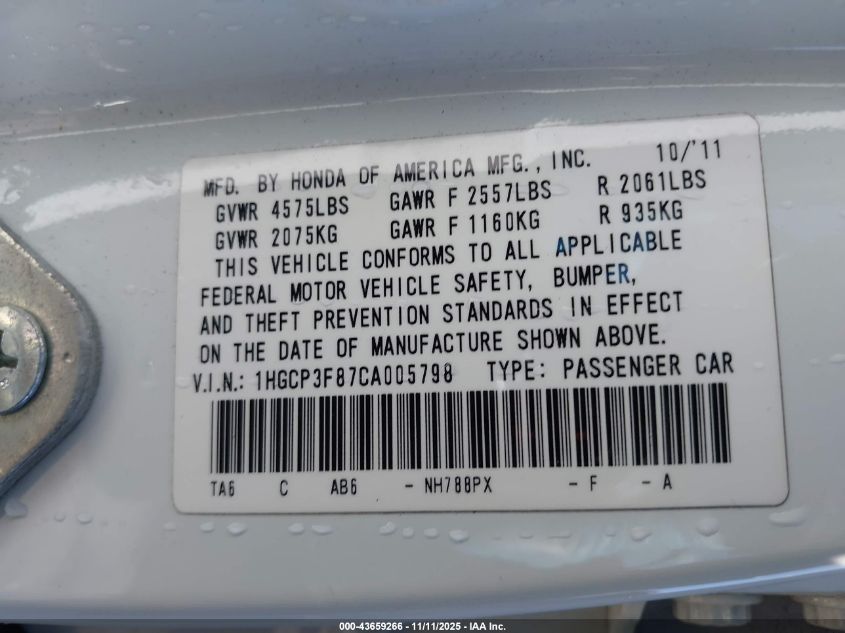 MFD. BY HONDA OF AMERICA MFG., INC. 10/'11
GVWR 4575LBS GAWR F 2557LBS R 2061LBS
GVWR 2075KG GAWR F 1160KG R 935KG
THIS VEHICLE CONFORMS TO ALL APPLICABLE
FEDERAL MOTOR VEHICLE SAFETY, BUMPER,
AND THEFT PREVENTION STANDARDS IN EFFECT
ON THE DATE OF MANUFACTURE SHOWN ABOVE.
V.I.N.: 1HGCP3F87CA005798 TYPE: PASSENGER CAR
TA6 C AB6 - NH788PX - F - A
000-43659266 - 11/11/2025 - IAA Inc.